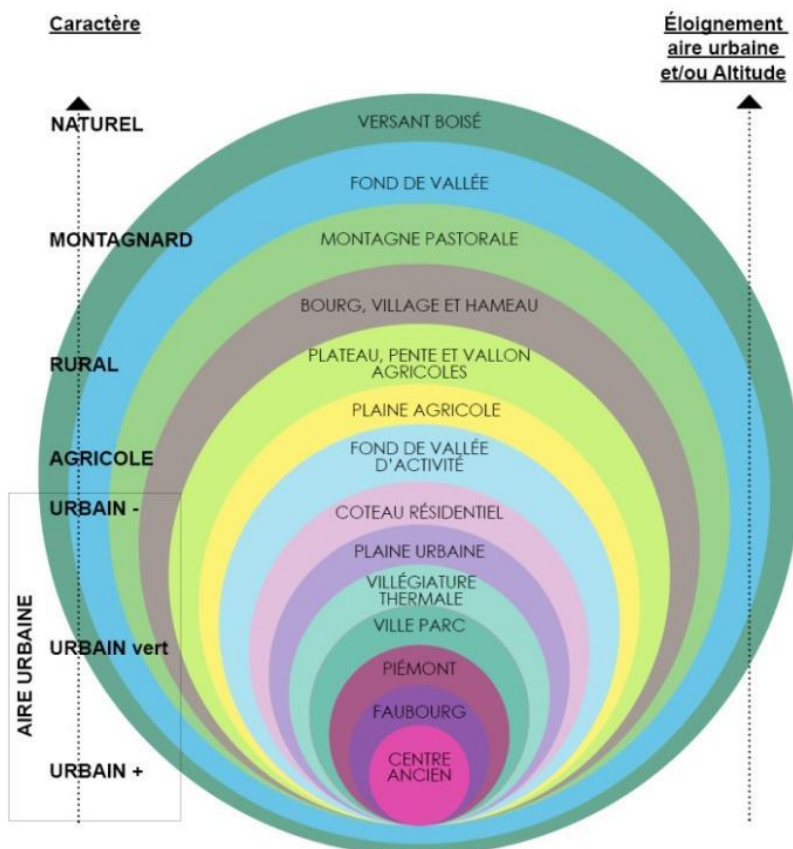 Caractère
Éloignement
aire urbaine
et/ou Altitude
NATUREL
VERSANT BOISÉ
FOND DE VALLÉE
MONTAGNARD
MONTAGNE PASTORALE
BOURG, VILLAGE ET HAMEAU
RURAL
PLATEAU, PENTE ET VALLON
AGRICOLES
PLAINE AGRICOLE
AGRICOLE
FOND DE VALLÉE
D'ACTIVITÉ
URBAIN -
COTEAU RÉSIDENTIEL
PLAINE URBAINE
VILLÉGIATURE
THERMALE
VILLE PARC
URBAIN vert
PIÉMONT
FAUBOURG
AIRE URBAINE
URBAIN +
CENTRE
ANCIEN